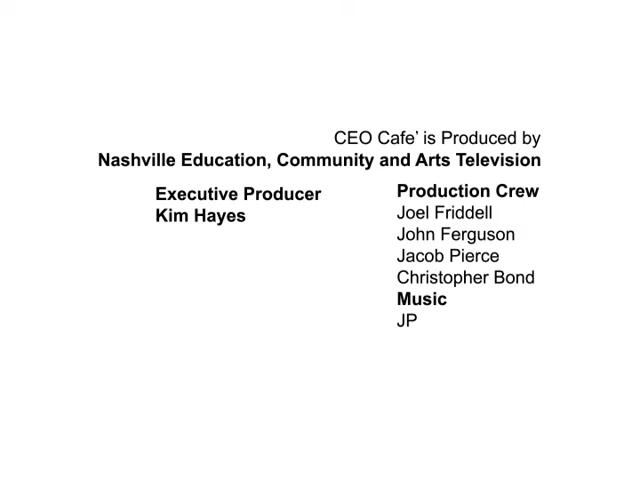 CEO Cafe’ is Produced by
Nashville Education, Community and Arts Television
Executive Producer
Kim Hayes
Production Crew
Joel Friddell
John Ferguson
Jacob Pierce
Christopher Bond
Music
JP